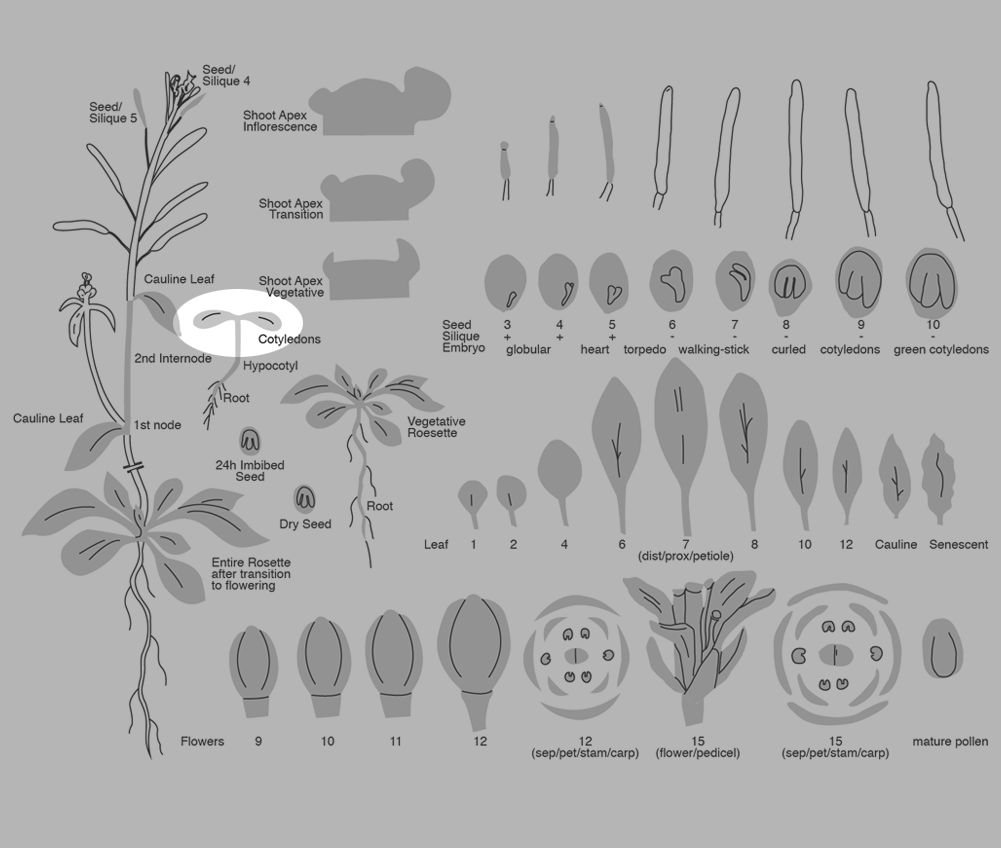 Seed/
Silique 4
Seed/
Silique 5
Shoot Apex
Inflorescence
Shoot Apex
Transition
Shoot Apex
Vegetative
Cauline Leaf
Cotyledons
2nd Internode
Hypocotyl
Root
Cauline Leaf
1st node
Vegetative
Roesette
24h Imbibed
Seed
Dry Seed
Root
Entire Rosette
after transition
to flowering
Seed 3 4 5 6 7 8 9 10
Silique + + + - - - - -
Embryo globular heart torpedo walking-stick curled cotyledons green cotyledons
Leaf 1 2 4 6 7 8 10 12 Cauline Senescent
(dist/prox/petiole)
Flowers 9 10 11 12 12 15 15 mature pollen
(sep/pet/stam/carp) (flower/pedicel) (sep/pet/stam/carp)